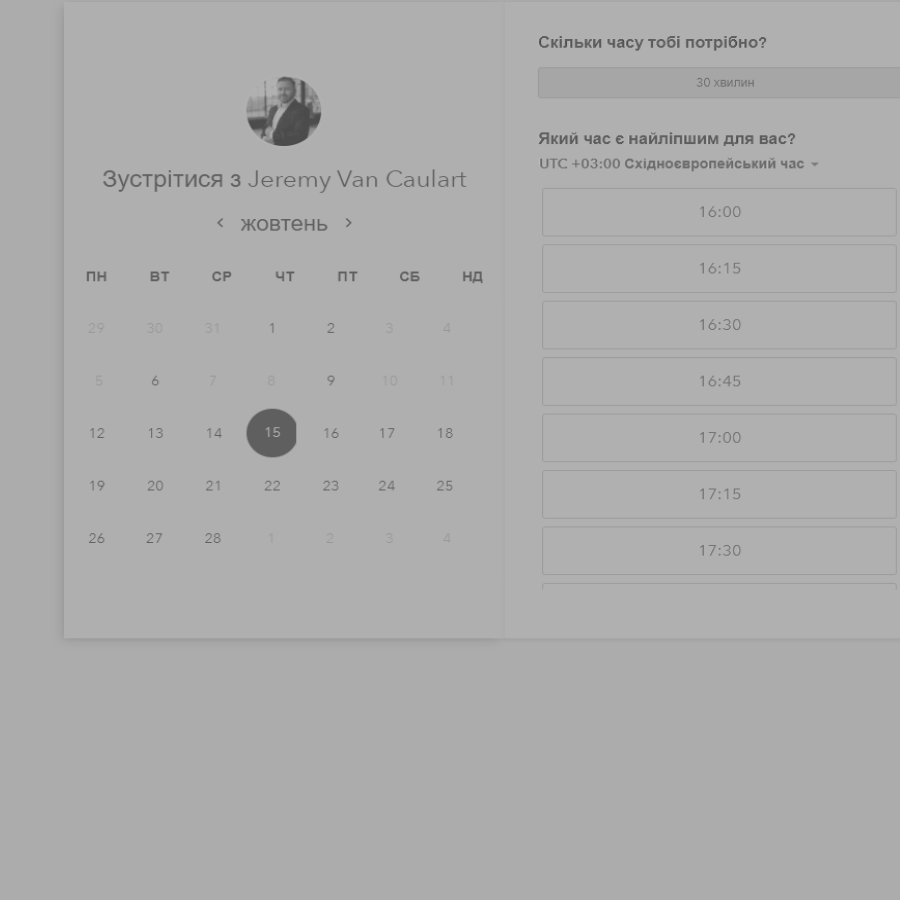 Зустрітися з Jeremy Van Caulart
жовтень
ПН ВТ СР ЧТ ПТ СБ НД
29 30 31 1 2 3 4
5 6 7 8 9 10 11
12 13 14 15 16 17 18
19 20 21 22 23 24 25
26 27 28 1 2 3 4
Скільки часу тобі потрібно?
30 хвилин
Який час є найліпшим для вас?
UTC +03:00 Східноєвропейський час
16:00
16:15
16:30
16:45
17:00
17:15
17:30